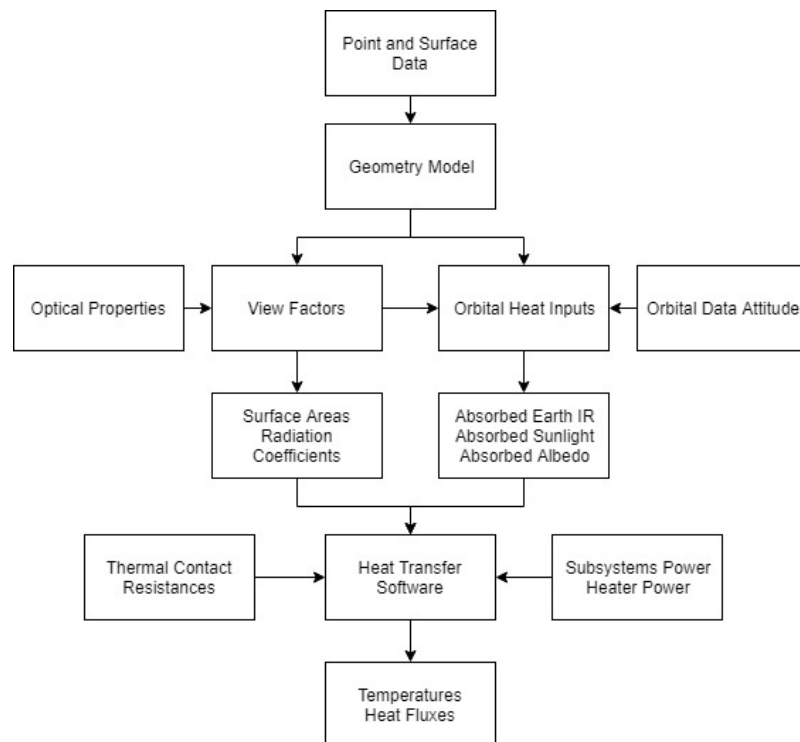 Point and Surface
Data
Geometry Model
Optical Properties
View Factors
Orbital Heat Inputs
Orbital Data Attitude
Surface Areas
Radiation
Coefficients
Absorbed Earth IR
Absorbed Sunlight
Absorbed Albedo
Thermal Contact
Resistances
Heat Transfer
Software
Subsystems Power
Heater Power
Temperatures
Heat Fluxes